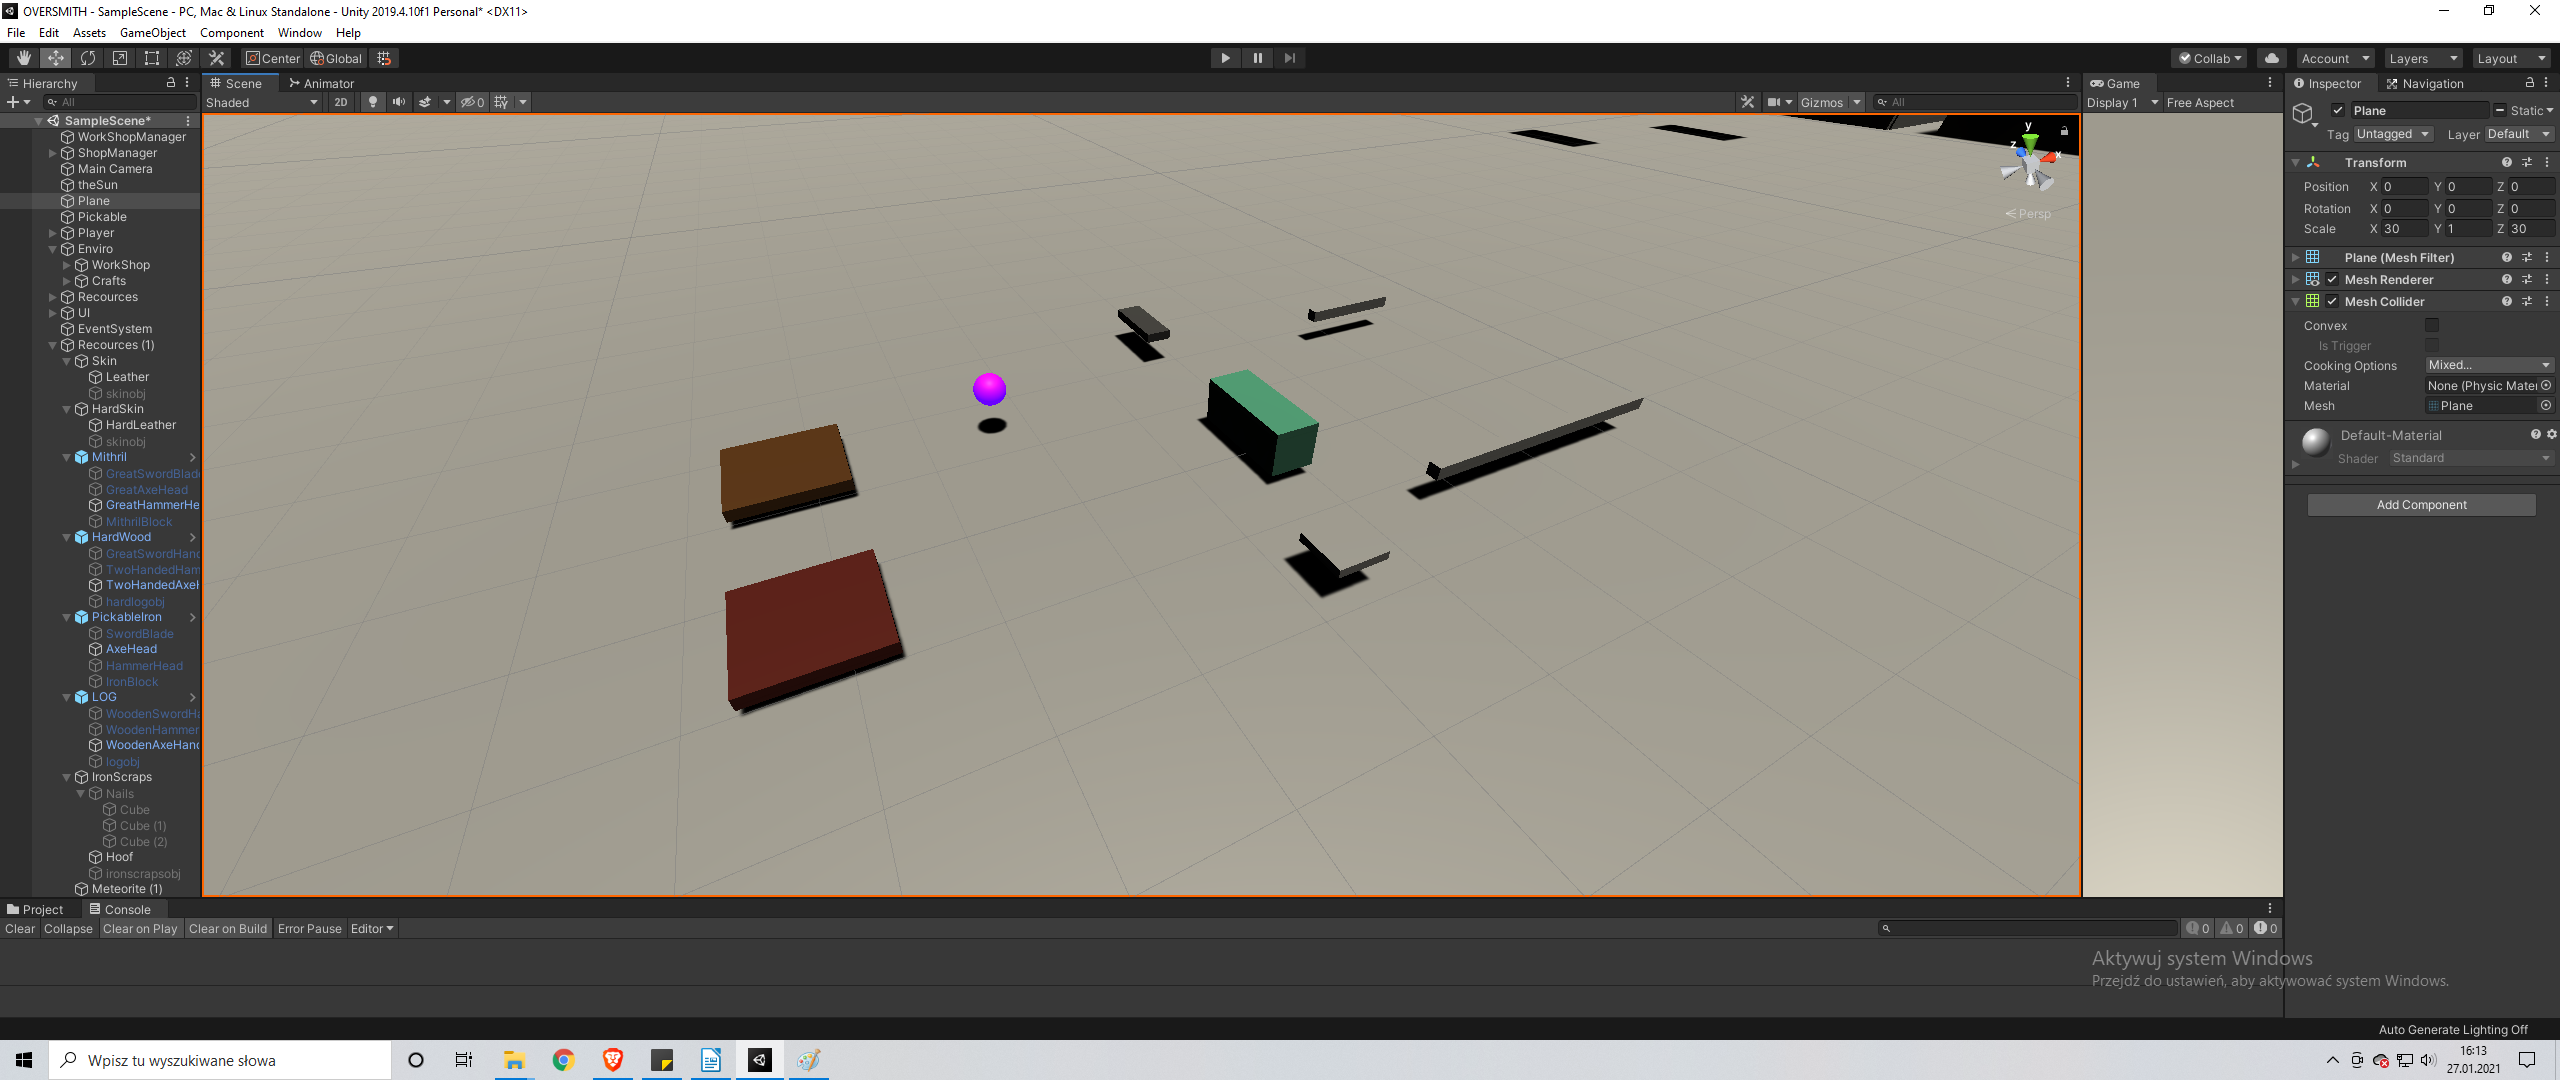 OVERSMITH - SampleScene - PC, Mac & Linux Standalone - Unity 2019.4.10f1 Personal* <DX11>
File Edit Assets GameObject Component Window Help
Center Global Collab Account Layers Layout
Hierarchy
All
SampleScene*
WorkShopManager
ShopManager
Main Camera
theSun
Plane
Pickable
Player
Enviro
WorkShop
Crafts
Recources
UI
EventSystem
Recources (1)
Skin
Leather
skinobj
HardSkin
HardLeather
skinobj
Mithril
GreatSwordBlade
GreatAxeHead
GreatHammerHe
MithrilBlock
HardWood
GreatSwordHand
TwoHandedHam
TwoHandedAxeH
hardlogobj
PickableIron
SwordBlade
AxeHead
HammerHead
IronBlock
LOG
WoodenSwordHa
WoodenHammer
WoodenAxeHand
logobj
IronScraps
Nails
Cube
Cube (1)
Cube (2)
Hoof
ironscrapsobj
Meteorite (1)
Scene Animator
Shaded 2D 0 Gizmos All
y
z
x
Persp
Game
Display 1 Free Aspect
Inspector Navigation
Plane Static
Tag Untagged Layer Default
Transform
Position X 0 Y 0 Z 0
Rotation X 0 Y 0 Z 0
Scale X 30 Y 1 Z 30
Plane (Mesh Filter)
Mesh Renderer
Mesh Collider
Convex
Is Trigger
Cooking Options Mixed...
Material None (Physic Mater
Mesh Plane
Default-Material
Shader Standard
Add Component
Project Console
Clear Collapse Clear on Play Clear on Build Error Pause Editor 0 0 0
Aktywuj system Windows
Przejdź do ustawień, aby aktywować system Windows.
Auto Generate Lighting Off
Wpisz tu wyszukiwane słowa
16:13
27.01.2021